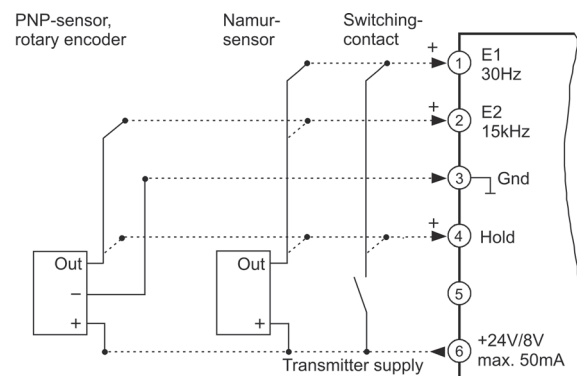 PNP-sensor,
rotary encoder
Namur-
sensor
Switching-
contact
+
1
E1
30Hz
+
2
E2
15kHz
3
Gnd
+
4
Hold
Out
−
+
Out
+
5
6
+24V/8V
max. 50mA
Transmitter supply